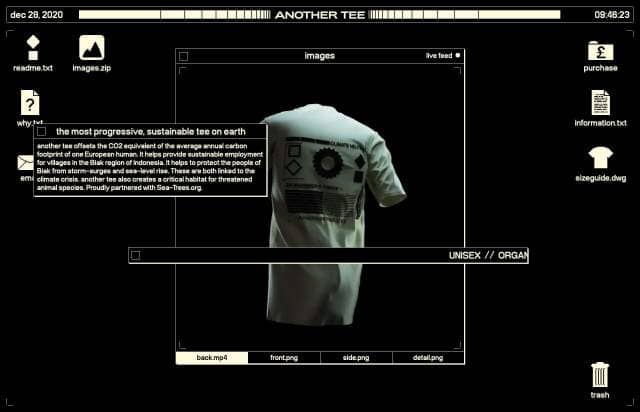 dec 28, 2020
ANOTHER TEE
09:46:23
readme.txt
images.zip
images
live feed
purchase
why.txt
information.txt
the most progressive, sustainable tee on earth
another tee offsets the CO2 equivalent of the average annual carbon
footprint of one European human. It helps provide sustainable employment
for villages in the Biak region of Indonesia. It helps to protect the people of
Biak from storm-surges and sea-level rise. These are both linked to the
climate crisis. another tee also creates a critical habitat for threatened
animal species. Proudly partnered with Sea-Trees.org.
sizeguide.dwg
UNISEX // ORGAN
back.mp4
front.png
side.png
detail.png
trash